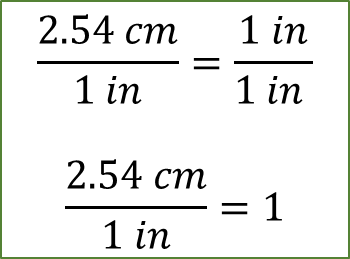 2.54 cm / 1 in = 1 in / 1 in
2.54 cm / 1 in = 1